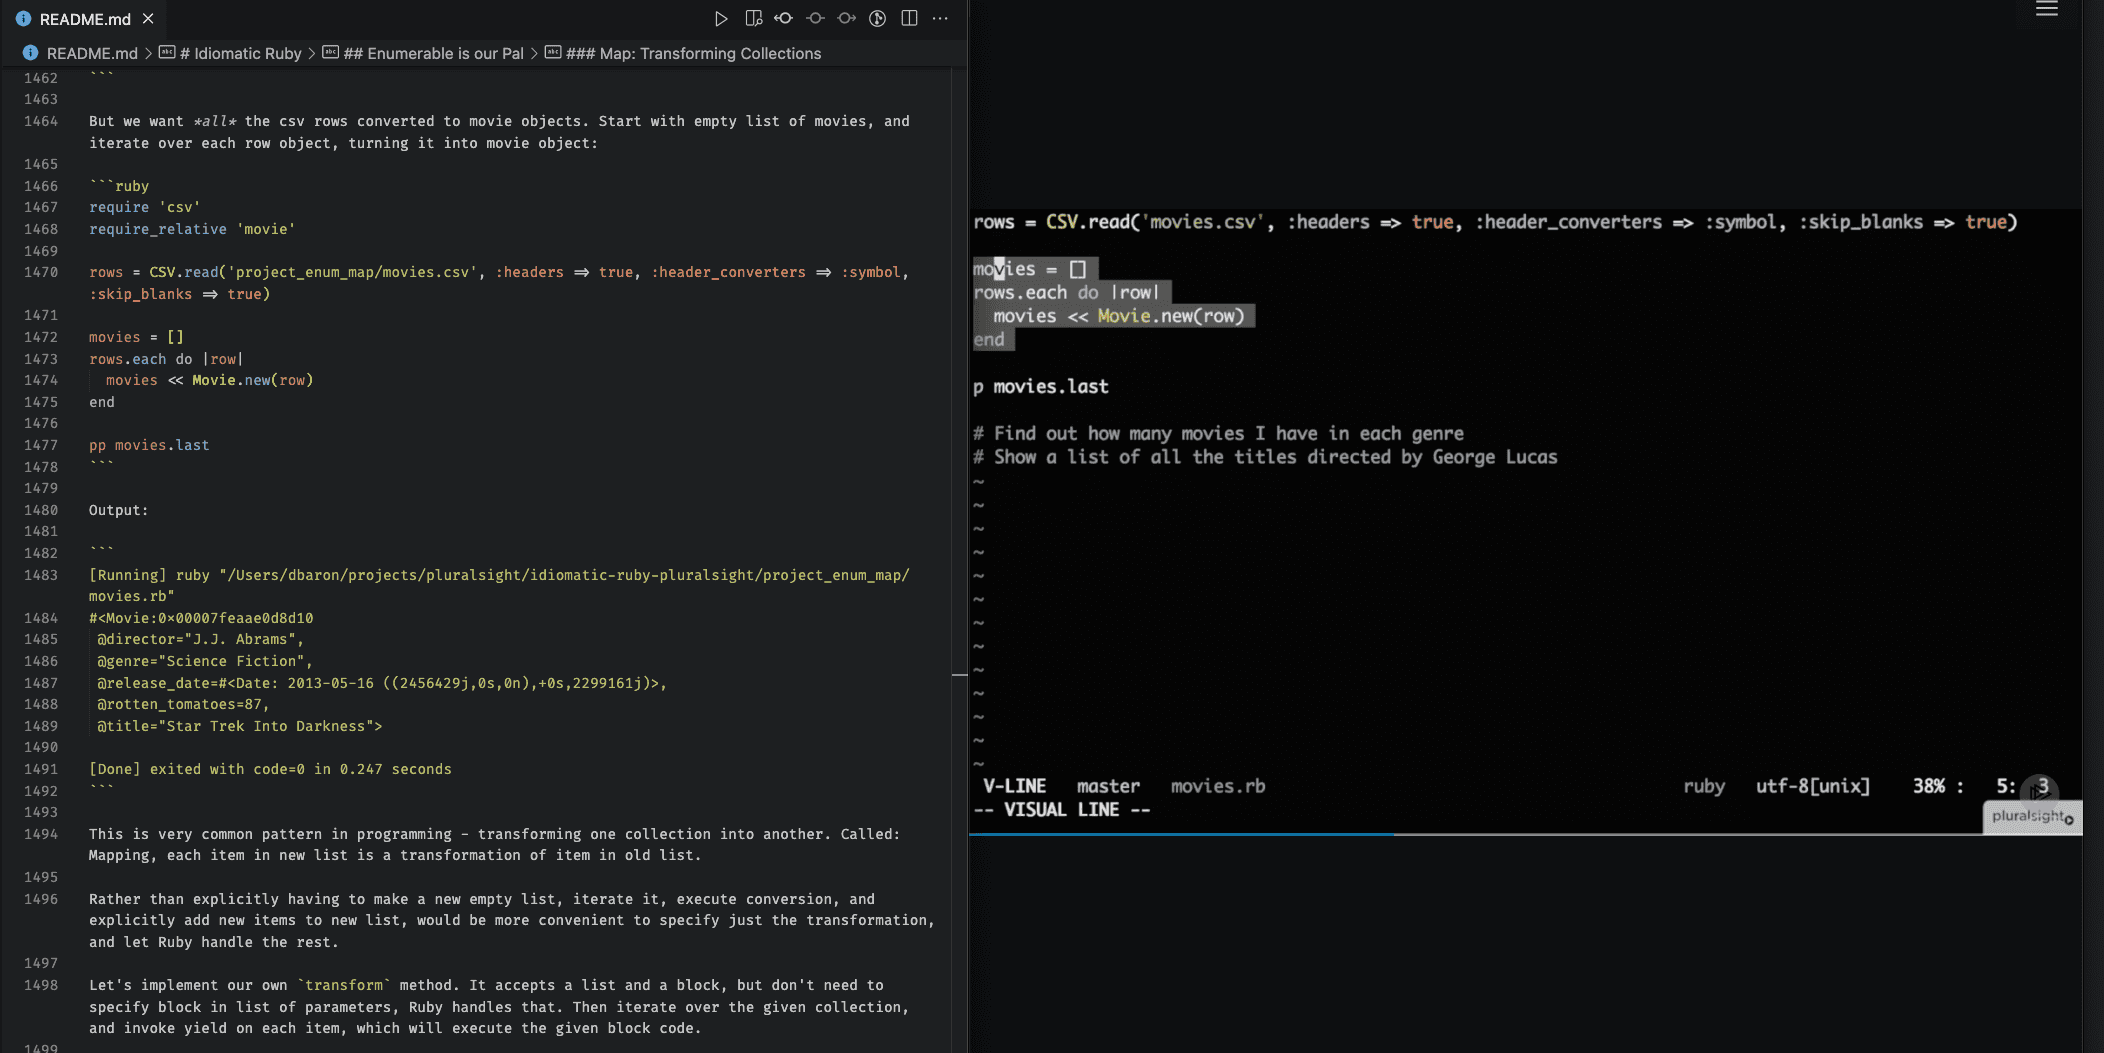 README.md
README.md > # Idiomatic Ruby > ## Enumerable is our Pal > ### Map: Transforming Collections
1462 ```
1463
1464 But we want *all* the csv rows converted to movie objects. Start with empty list of movies, and
iterate over each row object, turning it into movie object:
1465
1466 ```ruby
1467 require 'csv'
1468 require_relative 'movie'
1469
1470 rows = CSV.read('project_enum_map/movies.csv', :headers => true, :header_converters => :symbol,
:skip_blanks => true)
1471
1472 movies = []
1473 rows.each do |row|
1474 movies << Movie.new(row)
1475 end
1476
1477 pp movies.last
1478 ```
1479
1480 Output:
1481
1482 ```
1483 [Running] ruby "/Users/dbaron/projects/pluralsight/idiomatic-ruby-pluralsight/project_enum_map/
movies.rb"
1484 #<Movie:0x00007feaae0d8d10
1485 @director="J.J. Abrams",
1486 @genre="Science Fiction",
1487 @release_date=#<Date: 2013-05-16 ((2456429j,0s,0n),+0s,2299161j)>,
1488 @rotten_tomatoes=87,
1489 @title="Star Trek Into Darkness">
1490
1491 [Done] exited with code=0 in 0.247 seconds
1492 ```
1493
1494 This is very common pattern in programming - transforming one collection into another. Called:
Mapping, each item in new list is a transformation of item in old list.
1495
1496 Rather than explicitly having to make a new empty list, iterate it, execute conversion, and
explicitly add new items to new list, would be more convenient to specify just the transformation,
and let Ruby handle the rest.
1497
1498 Let's implement our own `transform` method. It accepts a list and a block, but don't need to
specify block in list of parameters, Ruby handles that. Then iterate over the given collection,
and invoke yield on each item, which will execute the given block code.
1499
rows = CSV.read('movies.csv', :headers => true, :header_converters => :symbol, :skip_blanks => true)
movies = []
rows.each do |row|
movies << Movie.new(row)
end
p movies.last
# Find out how many movies I have in each genre
# Show a list of all the titles directed by George Lucas
~
~
~
~
~
~
~
~
~
~
~
~
~
V-LINE master movies.rb ruby utf-8[unix] 38% : 5: 3
-- VISUAL LINE --
pluralsight